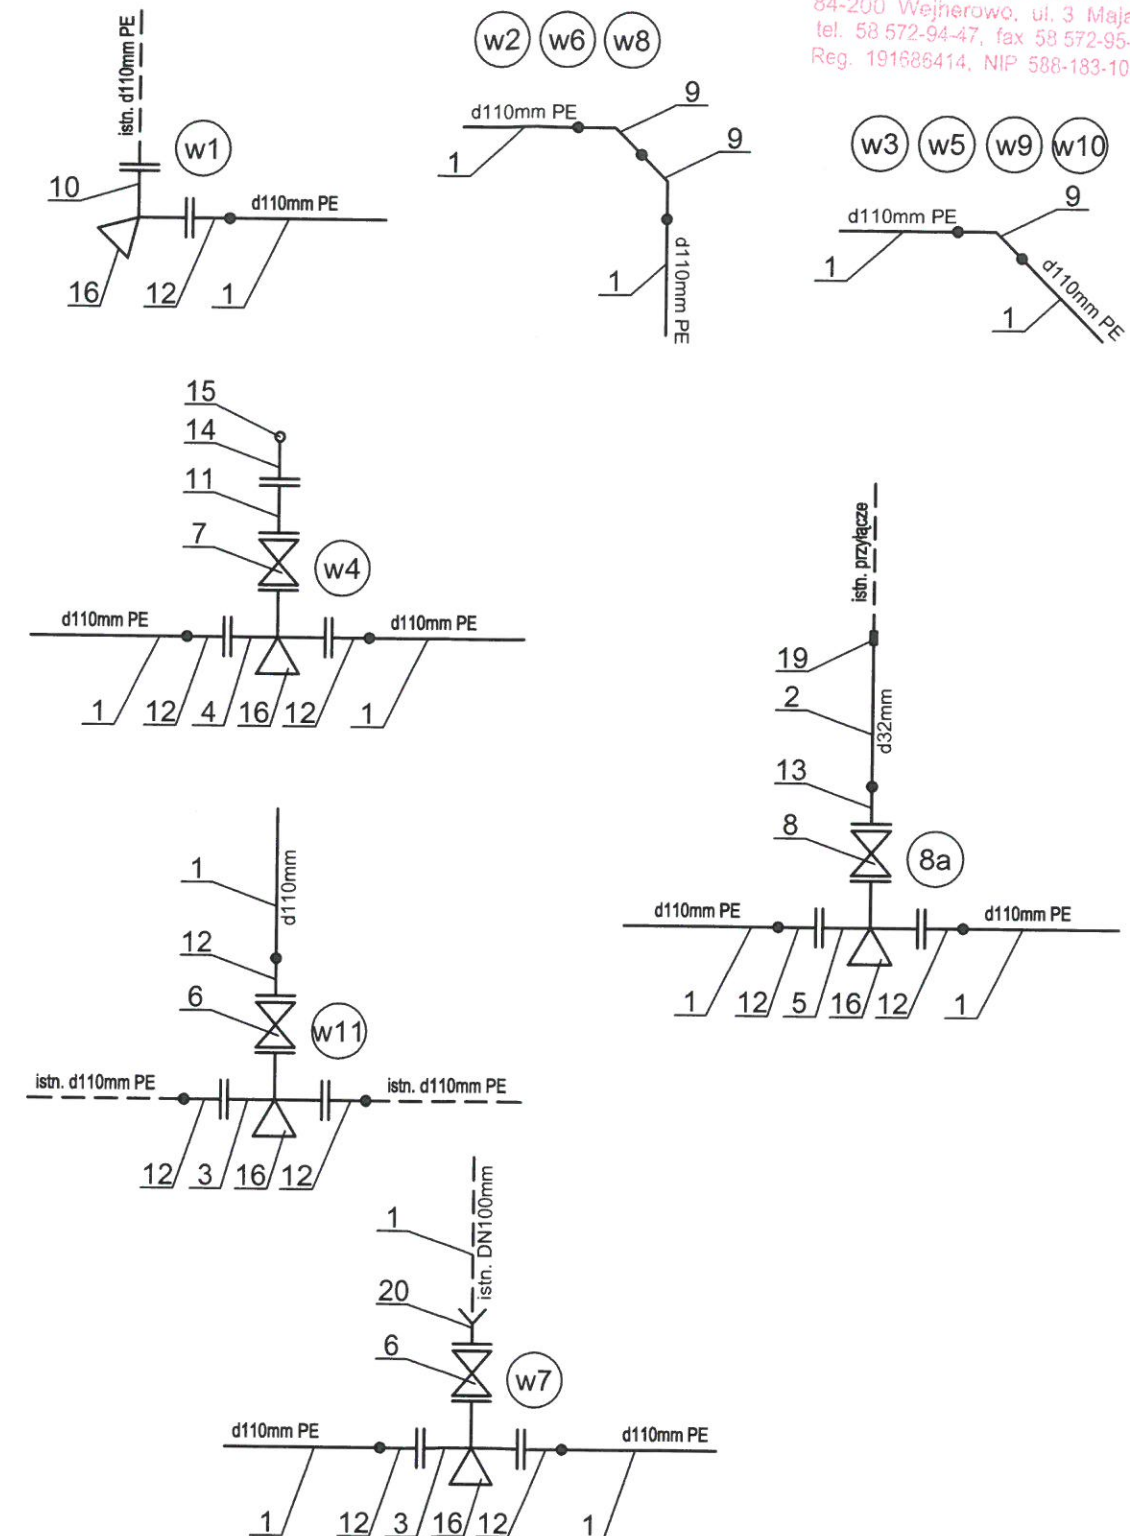 84-200 Wejherowo, ul. 3 Maja
tel. 58 572-94-47, fax 58 572-95-
Reg. 191686414, NIP 588-183-10
istn. d110mm PE
w1
10
d110mm PE
16
12
1
w2 w6 w8
d110mm PE
9
9
1
d110mm PE
1
w3 w5 w9 w10
d110mm PE
9
1
d110mm PE
1
15
14
11
7
w4
d110mm PE
d110mm PE
1 12 4 16 12 1
istn. przyłącze
19
2
d32mm
13
8
8a
d110mm PE
d110mm PE
1 12 5 16 12 1
1
d110mm
12
6
w11
istn. d110mm PE
istn. d110mm PE
12 3 16 12
1
istn. DN100mm
20
6
w7
d110mm PE
d110mm PE
1 12 3 16 12 1